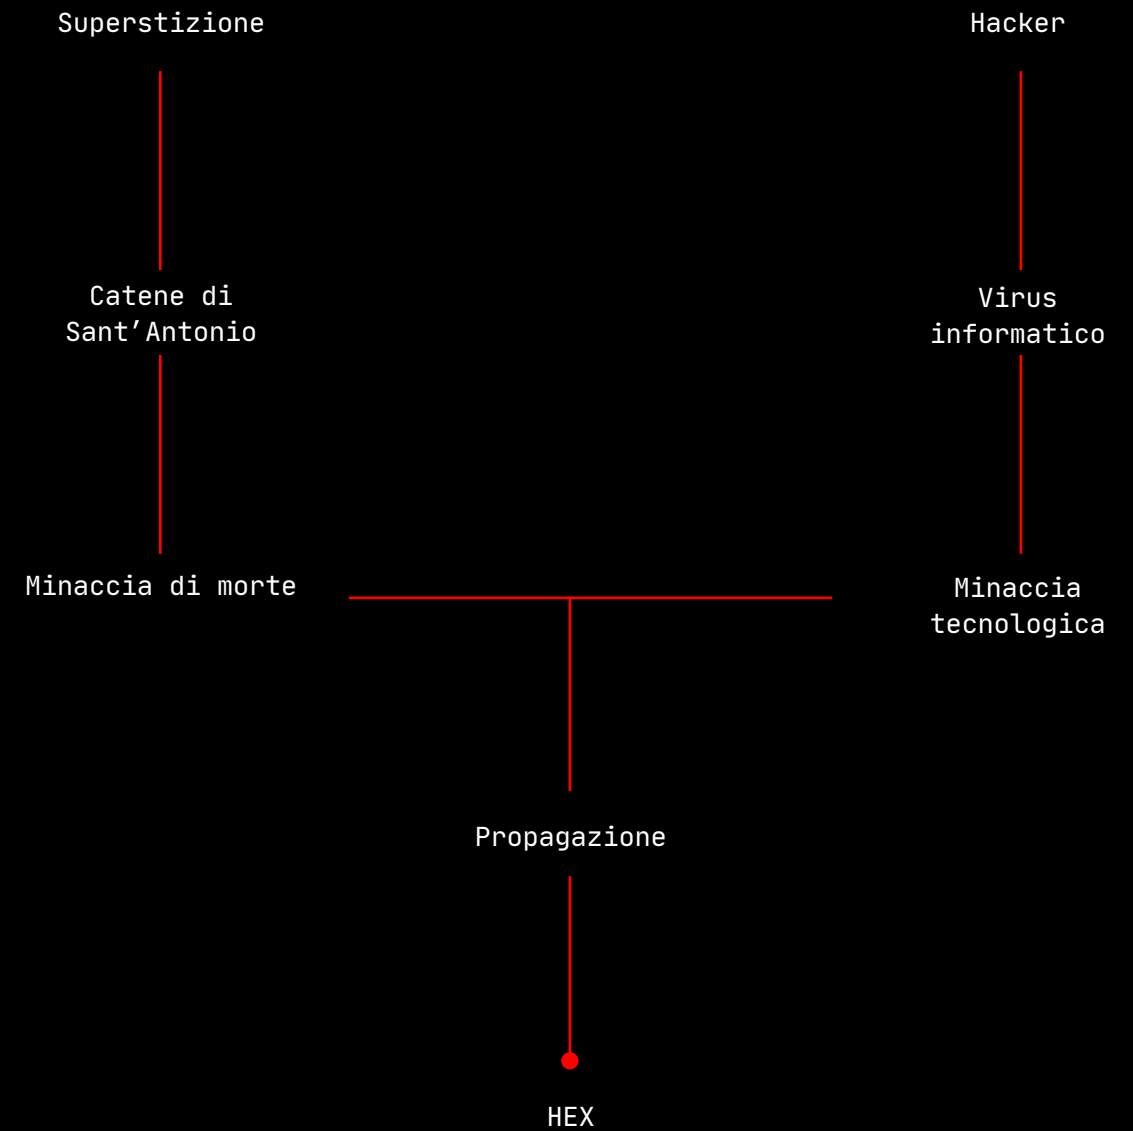 Superstizione
Hacker
Catene di
Sant’Antonio
Virus
informatico
Minaccia di morte
Minaccia
tecnologica
Propagazione
HEX